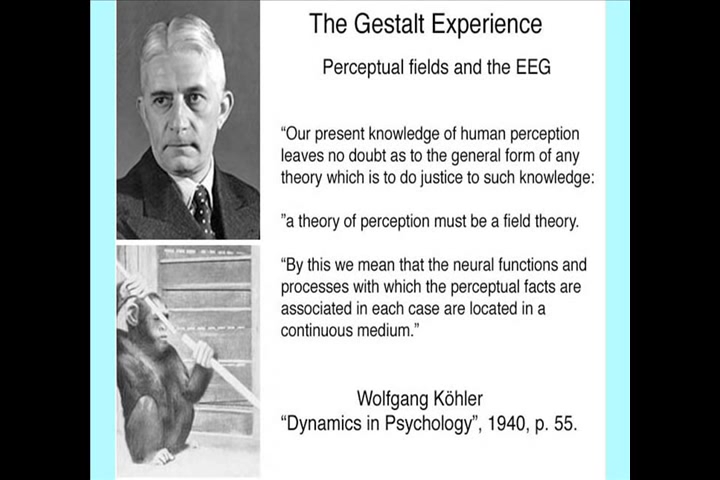 The Gestalt Experience
Perceptual fields and the EEG
“Our present knowledge of human perception
leaves no doubt as to the general form of any
theory which is to do justice to such knowledge:
”a theory of perception must be a field theory.
“By this we mean that the neural functions and
processes with which the perceptual facts are
associated in each case are located in a
continuous medium.”
Wolfgang Köhler
“Dynamics in Psychology”, 1940, p. 55.